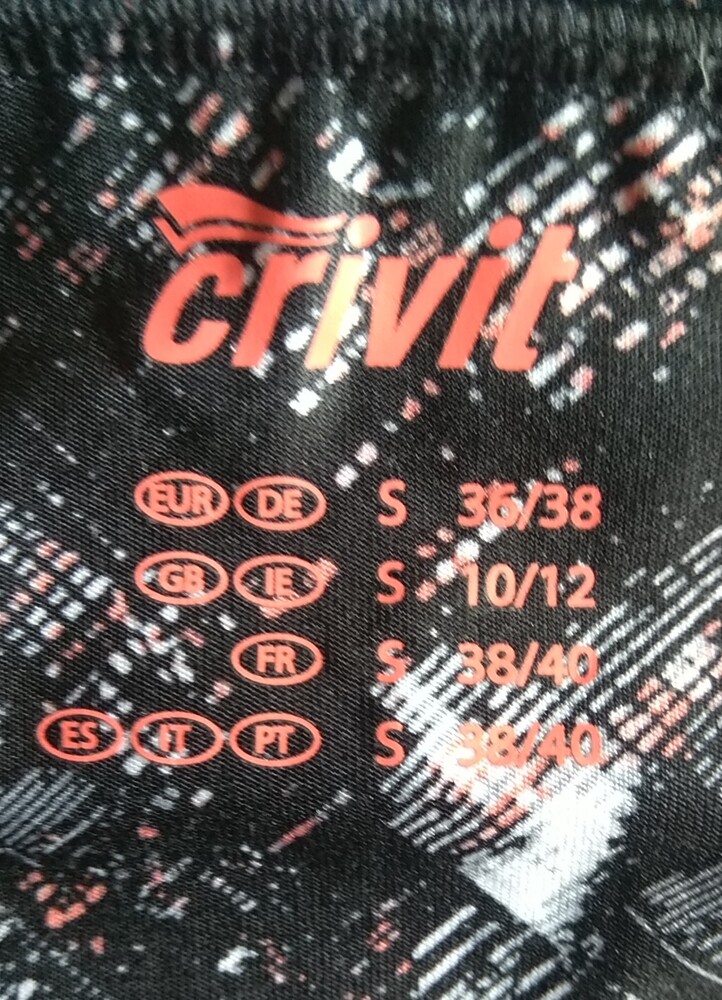 crivit
EUR DE S 36/38
GB IE S 10/12
FR S 38/40
ES IT PT S 38/40